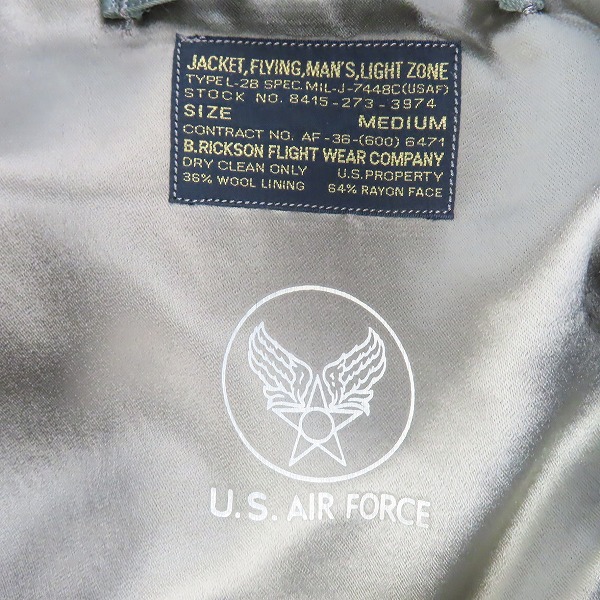 JACKET,FLYING,MAN'S,LIGHT ZONE
TYPE L-2B SPEC. MIL-J-7448C(USAF)
STOCK NO. 8415-273-3974
SIZE MEDIUM
CONTRACT NO. AF-36-(600) 6471
B.RICKSON FLIGHT WEAR COMPANY
DRY CLEAN ONLY U.S. PROPERTY
36% WOOL LINING 64% RAYON FACE
U.S. AIR FORCE